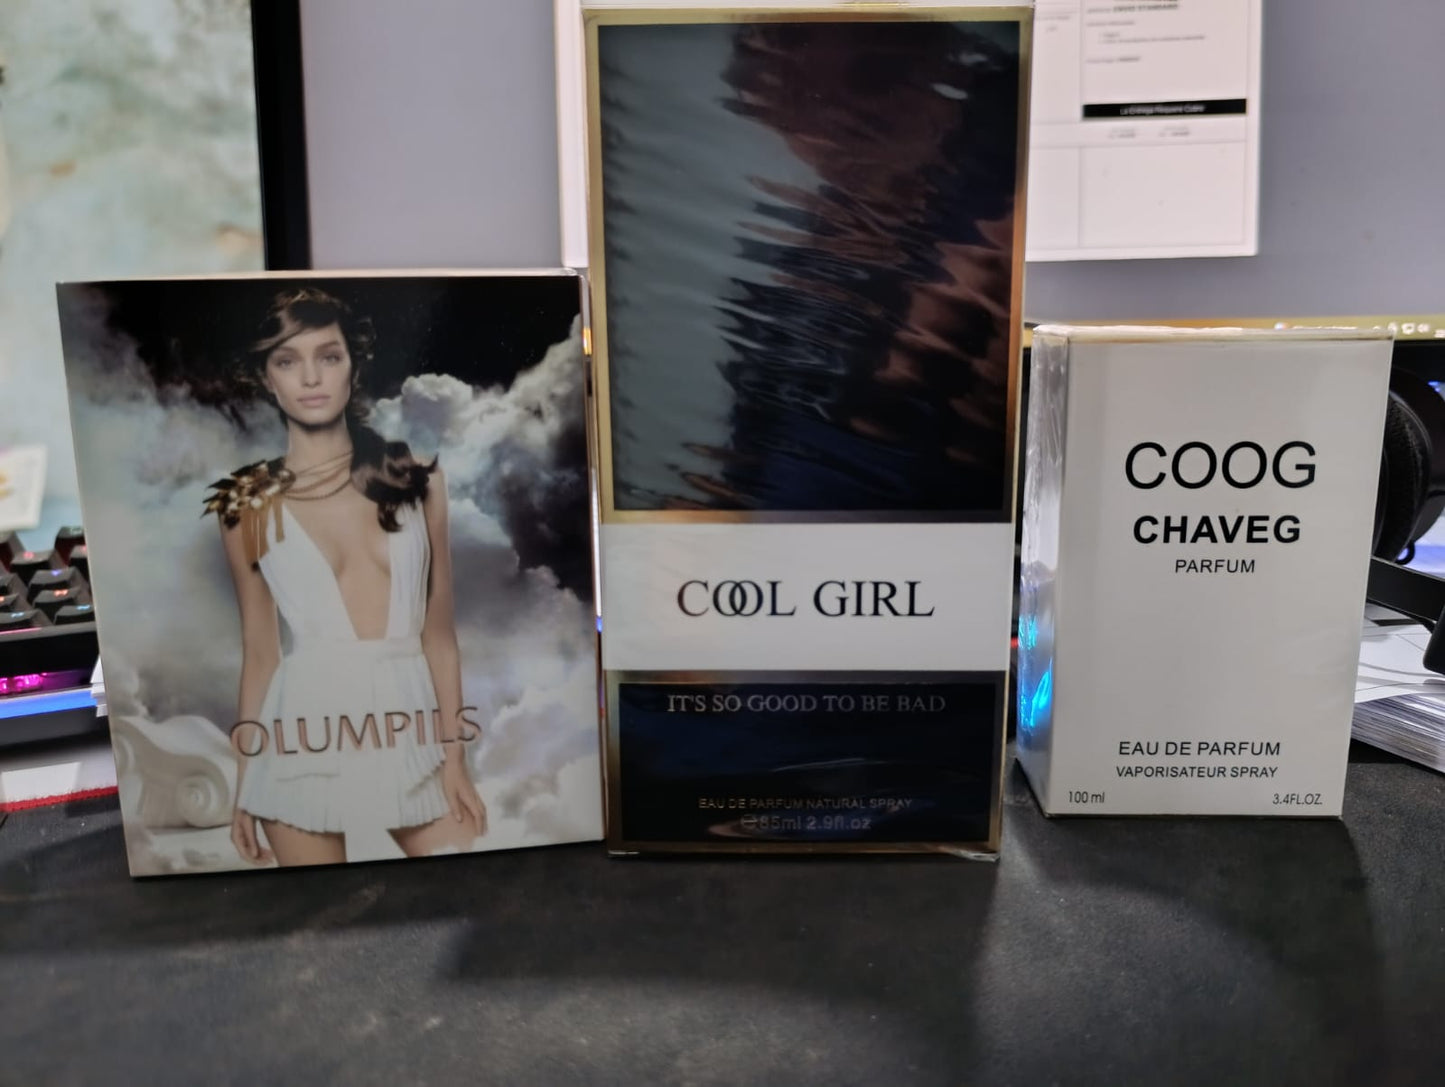 OLUMPILS
COOL GIRL
IT'S SO GOOD TO BE BAD
EAU DE PARFUM NATURAL SPRAY
℮85ml 2.9fl.oz
COOG
CHAVEG
PARFUM
EAU DE PARFUM
VAPORISATEUR SPRAY
100 ml 3.4FL.OZ.